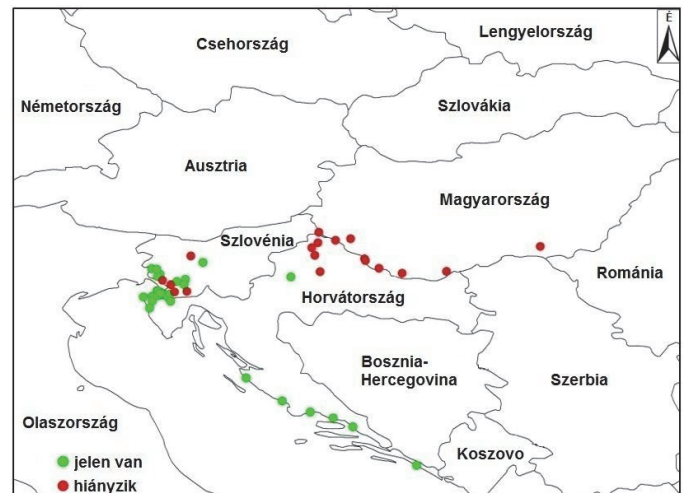 Lengyelország
É
Csehország
Németország
Szlovákia
Ausztria
Magyarország
Szlovénia
Románia
Horvátország
Bosznia-
Hercegovina
Szerbia
Olaszország
Koszovo
jelen van
hiányzik